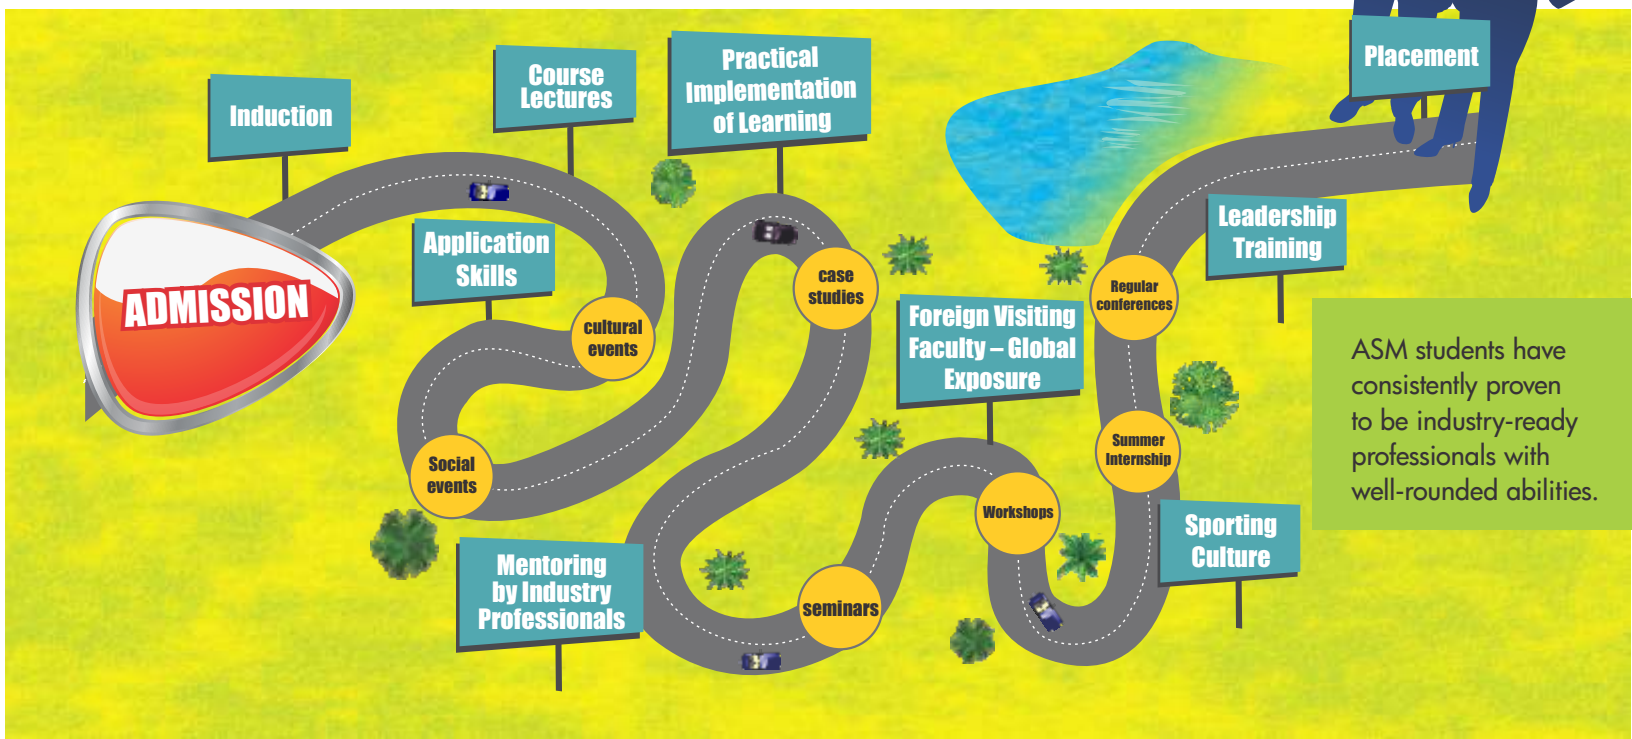 ADMISSION
Induction
Course
Lectures
cultural
events
Application
Skills
Social
events
Practical
Implementation
of Learning
case
studies
Mentoring
by Industry
Professionals
seminars
Foreign Visiting
Faculty – Global
Exposure
Workshops
Sporting
Culture
Summer
Internship
Regular
conferences
Leadership
Training
Placement
ASM students have
consistently proven
to be industry-ready
professionals with
well-rounded abilities.